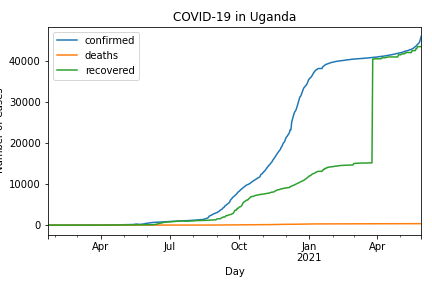 COVID-19 in Uganda
confirmed
deaths
recovered
40000
30000
20000
10000
0
Apr
Jul
Oct
Jan
2021
Apr
Day